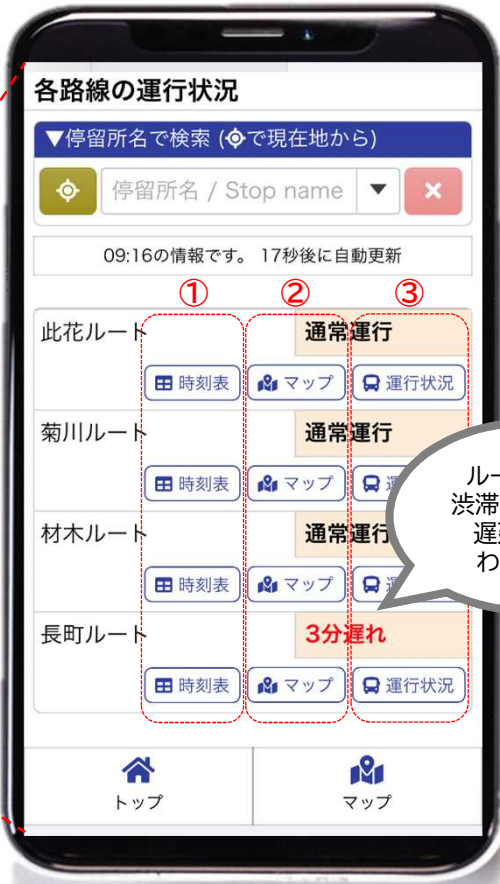 各路線の運行状況
▼停留所名で検索 (で現在地から)
停留所名 / Stop name ▼ ×
09:16の情報です。 17秒後に自動更新
① ② ③
此花ルート 通常運行
時刻表 マップ 運行状況
菊川ルート 通常運行
時刻表 マップ
材木ルート 通常運行
時刻表 マップ
長町ルート 3分遅れ
時刻表 マップ 運行状況
ルー
渋滞
遅
わ
トップ マップ